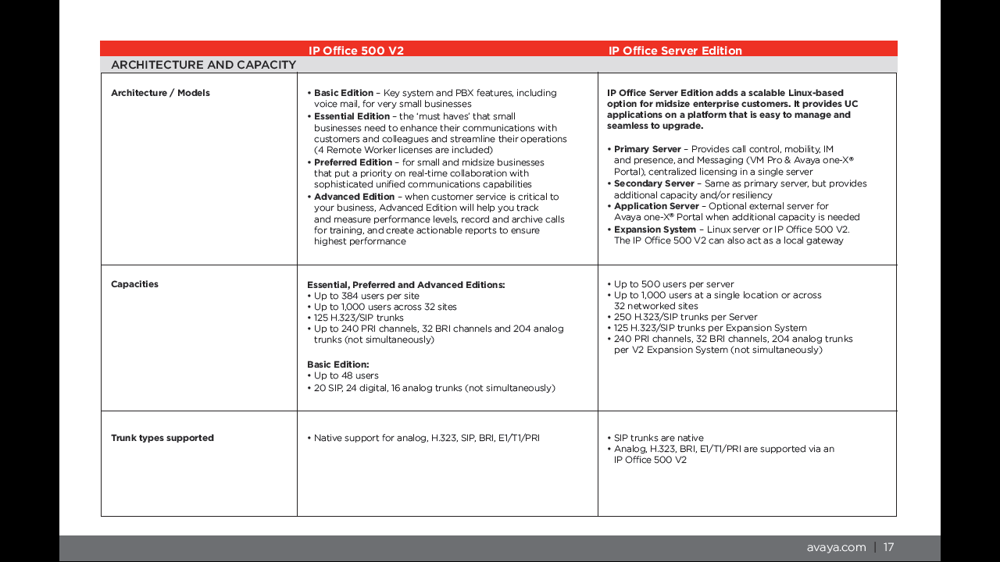 IP Office 500 V2
IP Office Server Edition
ARCHITECTURE AND CAPACITY
Architecture / Models
• Basic Edition – Key system and PBX features, including
voice mail, for very small businesses
• Essential Edition – the ‘must haves’ that small
businesses need to enhance their communications with
customers and colleagues and streamline their operations
(4 Remote Worker licenses are included)
• Preferred Edition – for small and midsize businesses
that put a priority on real-time collaboration with
sophisticated unified communications capabilities
• Advanced Edition – when customer service is critical to
your business, Advanced Edition will help you track
and measure performance levels, record and archive calls
for training, and create actionable reports to ensure
highest performance
IP Office Server Edition adds a scalable Linux-based
option for midsize enterprise customers. It provides UC
applications on a platform that is easy to manage and
seamless to upgrade.
• Primary Server – Provides call control, mobility, IM
and presence, and Messaging (VM Pro & Avaya one-X®
Portal), centralized licensing in a single server
• Secondary Server – Same as primary server, but provides
additional capacity and/or resiliency
• Application Server – Optional external server for
Avaya one-X® Portal when additional capacity is needed
• Expansion System – Linux server or IP Office 500 V2.
The IP Office 500 V2 can also act as a local gateway
Capacities
Essential, Preferred and Advanced Editions:
• Up to 384 users per site
• Up to 1,000 users across 32 sites
• 125 H.323/SIP trunks
• Up to 240 PRI channels, 32 BRI channels and 204 analog
trunks (not simultaneously)
Basic Edition:
• Up to 48 users
• 20 SIP, 24 digital, 16 analog trunks (not simultaneously)
• Up to 500 users per server
• Up to 1,000 users at a single location or across
32 networked sites
• 250 H.323/SIP trunks per Server
• 125 H.323/SIP trunks per Expansion System
• 240 PRI channels, 32 BRI channels, 204 analog trunks
per V2 Expansion System (not simultaneously)
Trunk types supported
• Native support for analog, H.323, SIP, BRI, E1/T1/PRI
• SIP trunks are native
• Analog, H.323, BRI, E1/T1/PRI are supported via an
IP Office 500 V2
avaya.com | 17